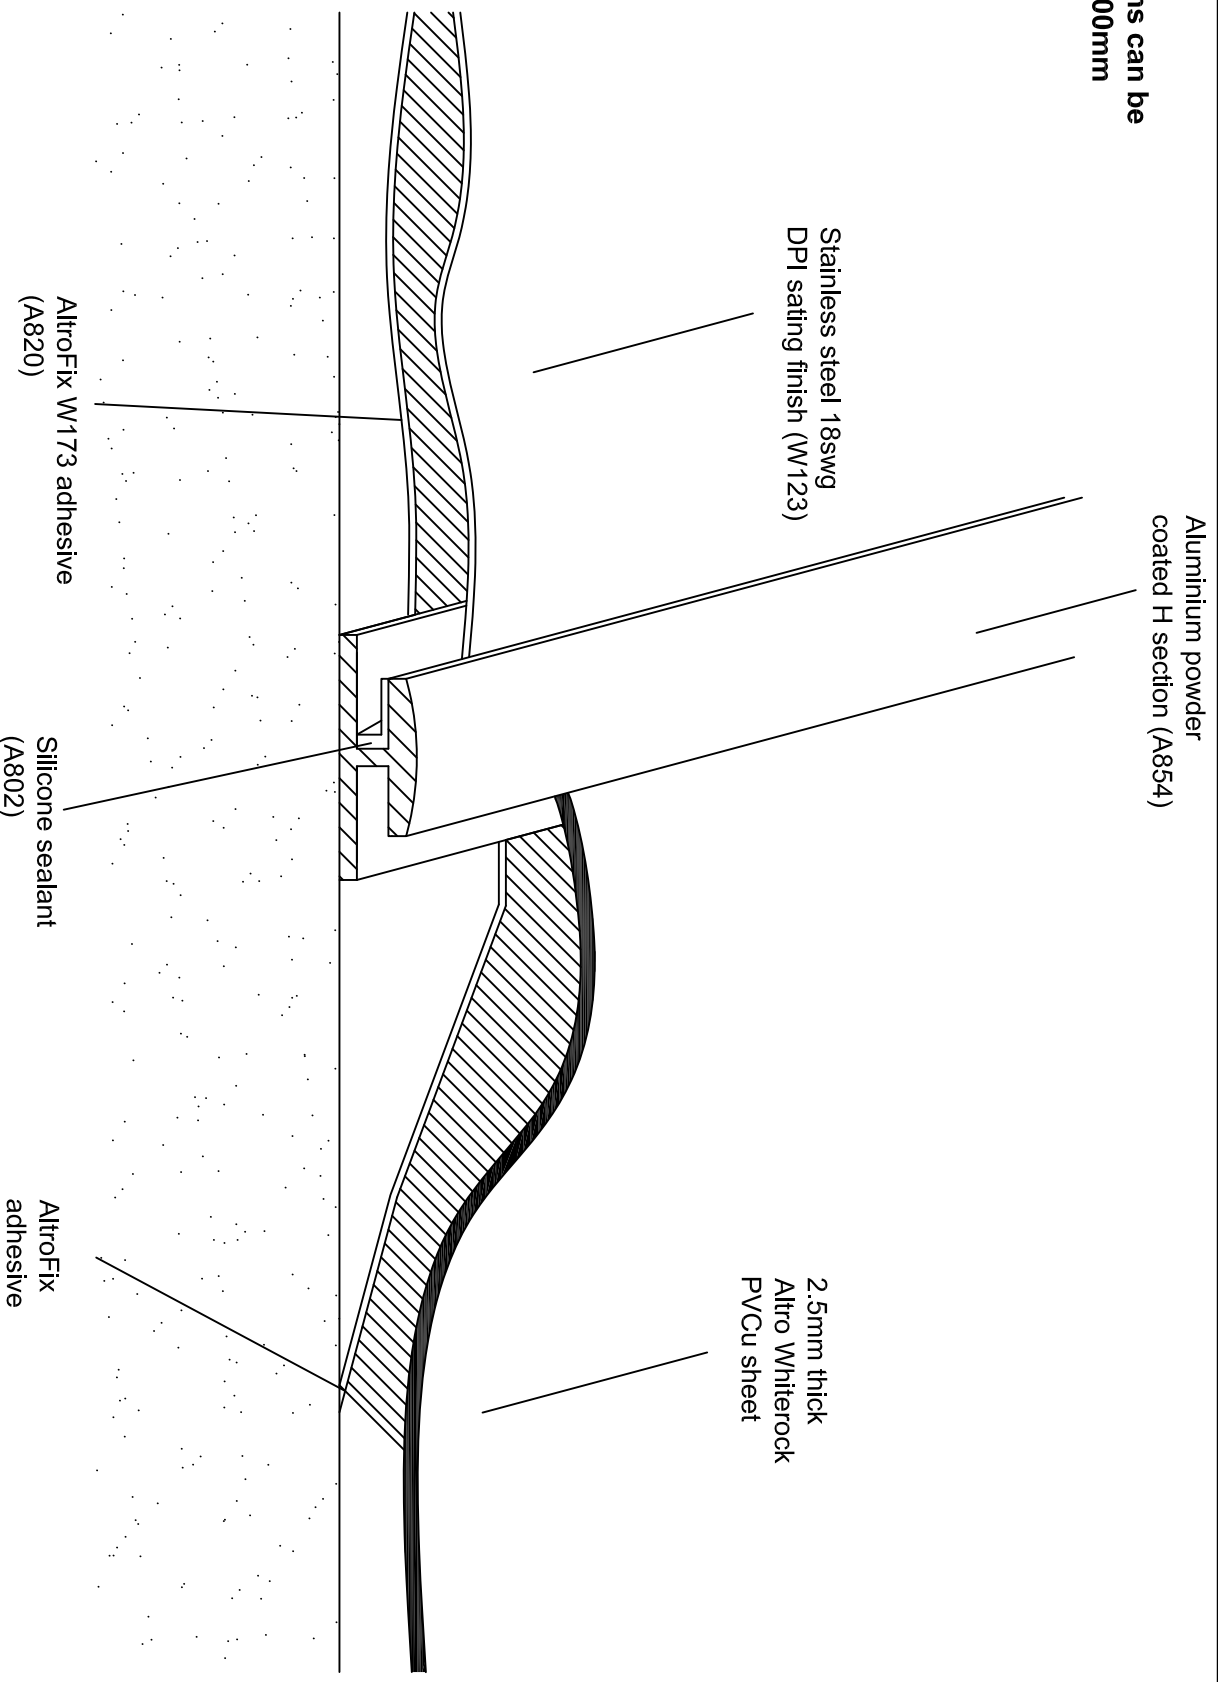 ns can be
00mm
Aluminium powder
coated H section (A854)
Stainless steel 18swg
DPI sating finish (W123)
2.5mm thick
Altro Whiterock
PVCu sheet
AltroFix W173 adhesive
(A820)
Silicone sealant
(A802)
AltroFix
adhesive